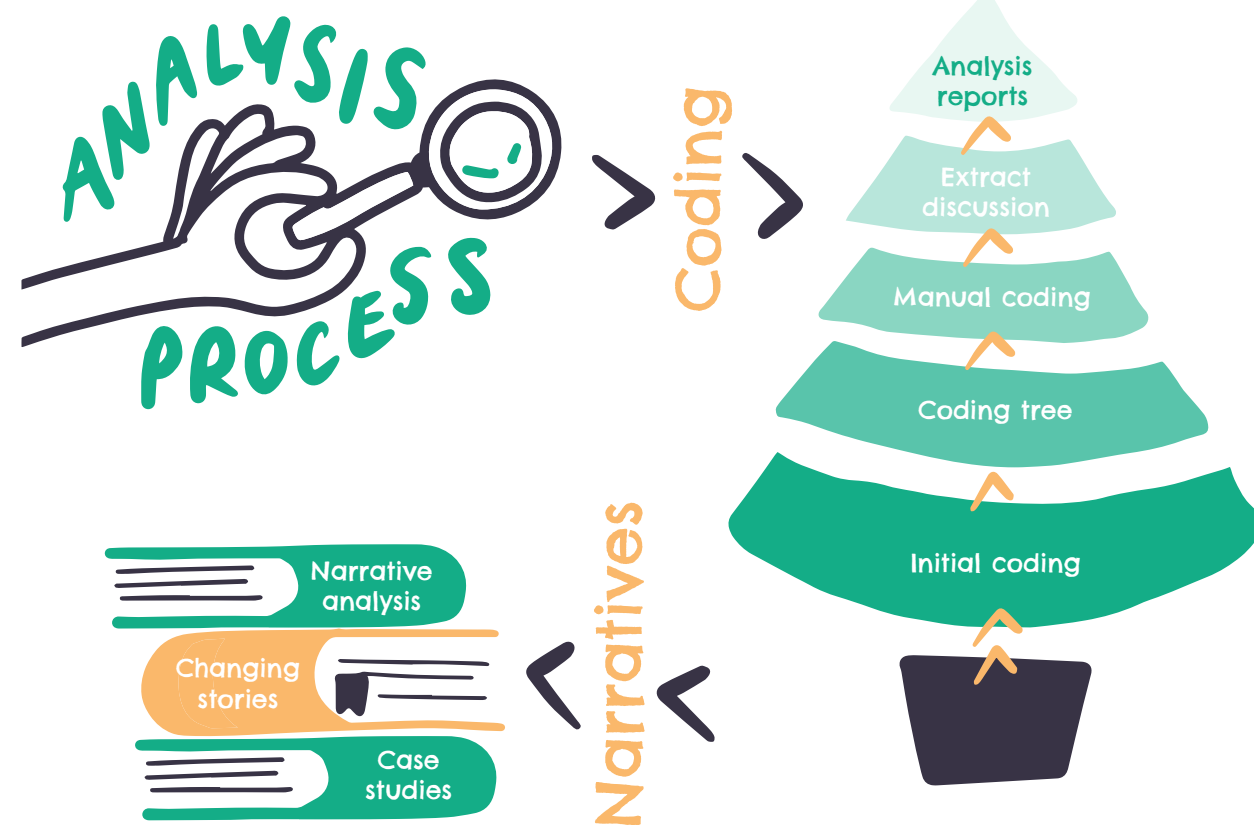 ANALYSIS
PROCESS
Coding
Analysis
reports
Extract
discussion
Manual coding
Coding tree
Initial coding
Narratives
Narrative
analysis
Changing
stories
Case
studies